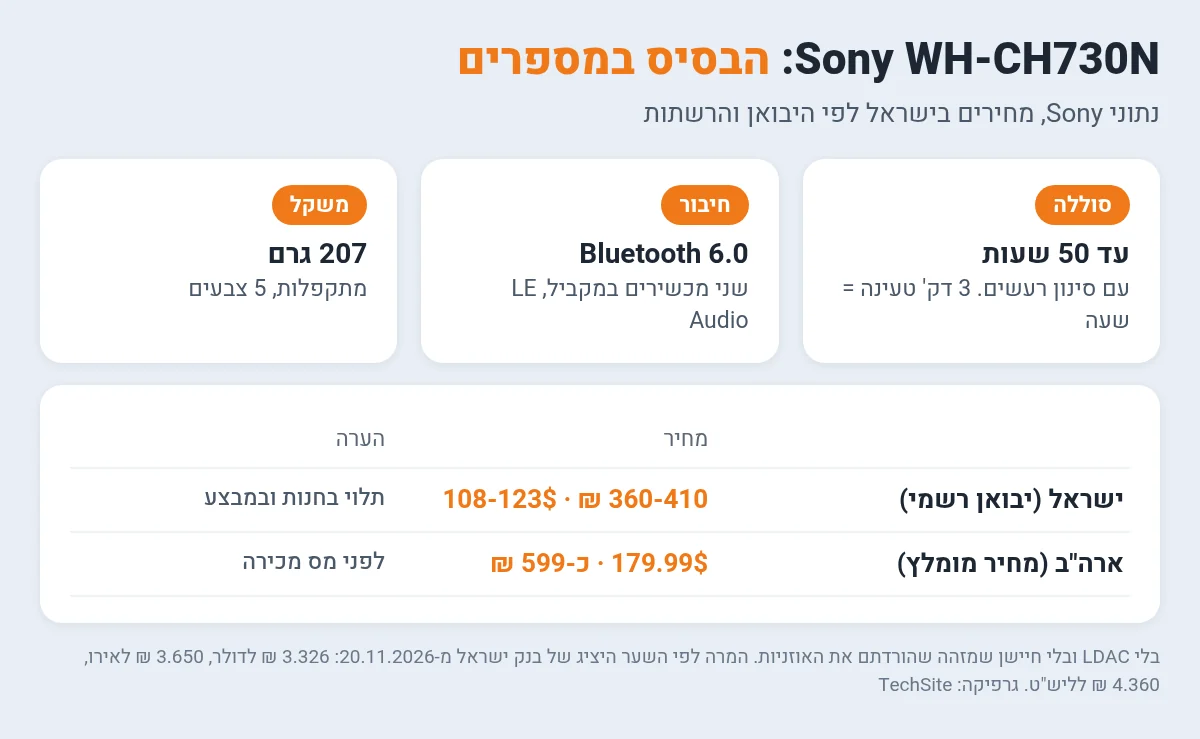 Sony WH-CH730N: הבסיס במספרים
נתוני Sony, מחירים בישראל לפי היבואן והרשתות
סוללה
עד 50 שעות
עם סינון רעשים. 3 דק' טעינה =
שעה
חיבור
Bluetooth 6.0
שני מכשירים במקביל, LE
Audio
משקל
207 גרם
מתקפלות, 5 צבעים
מחיר הערה
ישראל (יבואן רשמי) 360-410 ₪ · 108-123$ תלוי בחנות ובמבצע
ארה"ב (מחיר מומלץ) 179.99$ · כ-599 ₪ לפני מס מכירה
בלי LDAC ובלי חיישן שמזהה שהורדתם את האוזניות. המרה לפי השער היציג של בנק ישראל מ-20.11.2026: 3.326 ₪ לדולר, 3.650 ₪ לאירו,
4.360 ₪ לליש"ט. גרפיקה: TechSite